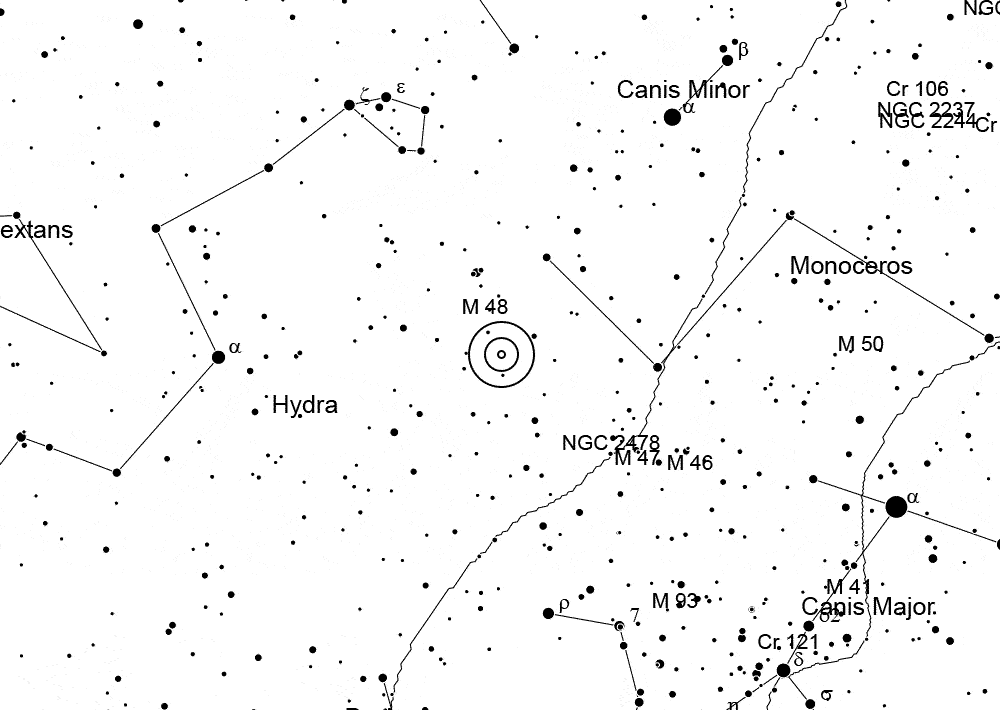 NGC
β
Canis Minor
Cr 106
ζ
ε
α
NGC 2237
NGC 2244
Cr
extans
Monoceros
M 48
M 50
α
Hydra
NGC 2478
M 47
M 46
α
M 41
M 93
ρ
7
Canis Major
δ2
Cr 121
δ
σ
η